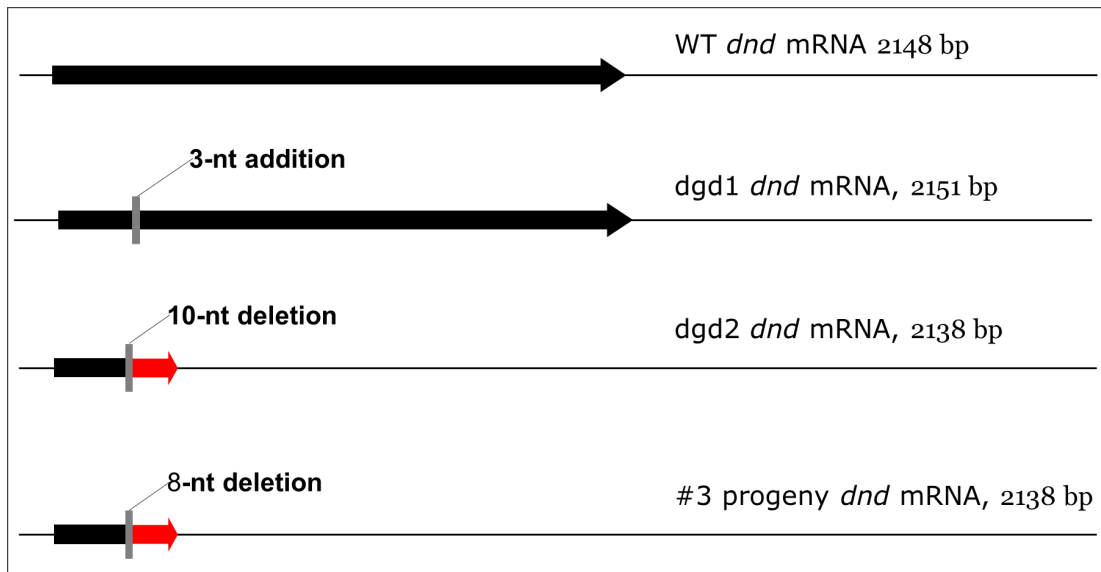 WT dnd mRNA 2148 bp
3-nt addition
dgd1 dnd mRNA, 2151 bp
10-nt deletion
dgd2 dnd mRNA, 2138 bp
8-nt deletion
#3 progeny dnd mRNA, 2138 bp